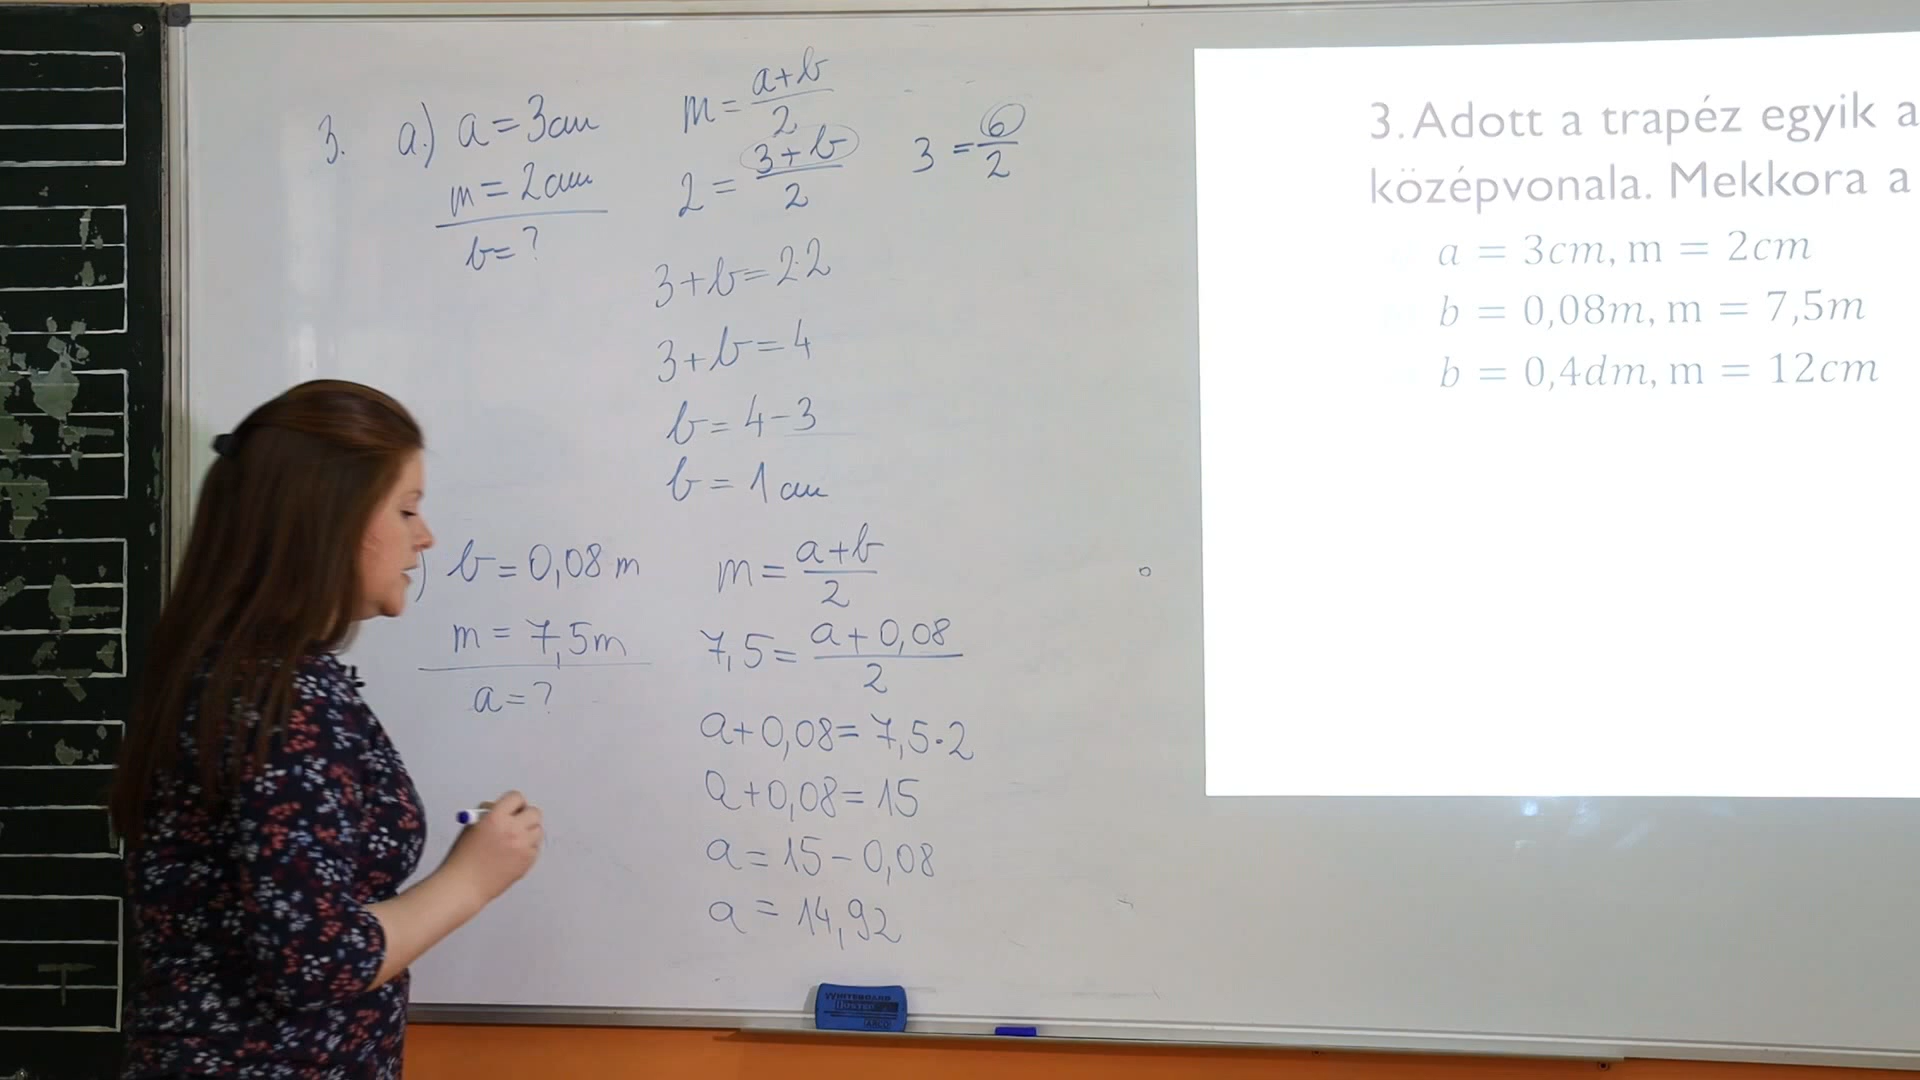 3. a.) a = 3cm
m = 2cm
b = ?
m = a+b / 2
2 = 3+b / 2
3 = 6 / 2
3+b = 2·2
3+b = 4
b = 4-3
b = 1 cm
) b = 0,08 m
m = 7,5m
a = ?
m = a+b / 2
7,5 = a+0,08 / 2
a+0,08 = 7,5·2
a+0,08 = 15
a = 15-0,08
a = 14,92
3. Adott a trapéz egyik a
középvonala. Mekkora a
a = 3cm, m = 2cm
b = 0,08m, m = 7,5m
b = 0,4dm, m = 12cm
WHITEBOARD